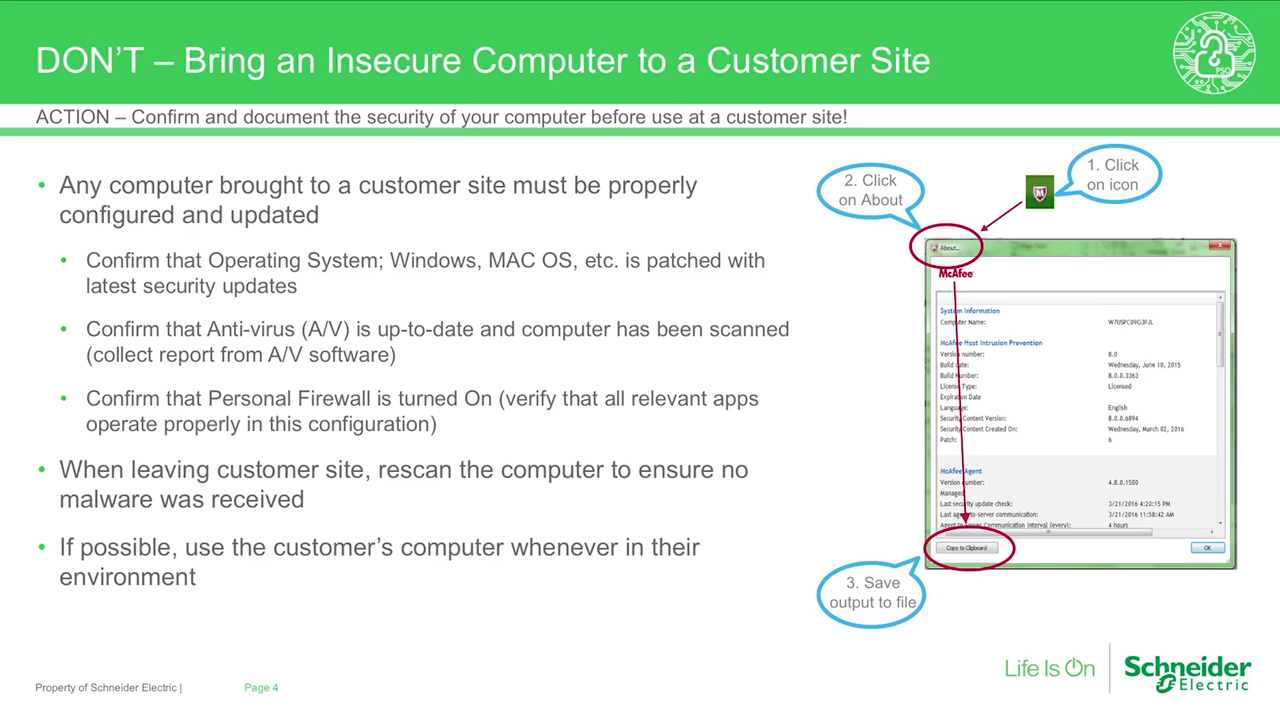 DON'T – Bring an Insecure Computer to a Customer Site
PSO
ACTION – Confirm and document the security of your computer before use at a customer site!
• Any computer brought to a customer site must be properly
configured and updated
• Confirm that Operating System; Windows, MAC OS, etc. is patched with
latest security updates
• Confirm that Anti-virus (A/V) is up-to-date and computer has been scanned
(collect report from A/V software)
• Confirm that Personal Firewall is turned On (verify that all relevant apps
operate properly in this configuration)
• When leaving customer site, rescan the computer to ensure no
malware was received
• If possible, use the customer's computer whenever in their
environment
1. Click
on icon
2. Click
on About
About...
McAfee
System Information
Computer Name: W7USPC09G3PJL
McAfee Host Intrusion Prevention
Version number: 8.0
Build date: Wednesday, June 10, 2015
Build Number: 8.0.0.3363
License Type: Licensed
Expiration Date
Language: English
Security Content Version: 8.0.0.6894
Security Content Created On: Wednesday, March 02, 2016
Patch: 6
McAfee Agent
Version number: 4.8.0.1500
Managed
Last security update check: 3/21/2016 4:20:15 PM
Last agent-to-server communication: 3/21/2016 11:58:42 AM
Agent to Server Communication Interval (every): 4 hours
Copy to Clipboard
OK
3. Save
output to file
Property of Schneider Electric |
Page 4
Life Is On
Schneider
Electric